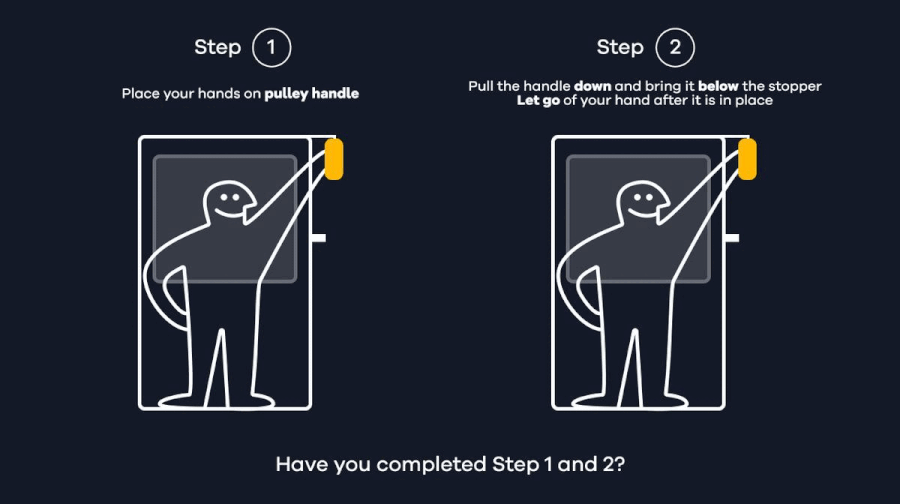 Step 1
Place your hands on pulley handle
Step 2
Pull the handle down and bring it below the stopper
Let go of your hand after it is in place
Have you completed Step 1 and 2?